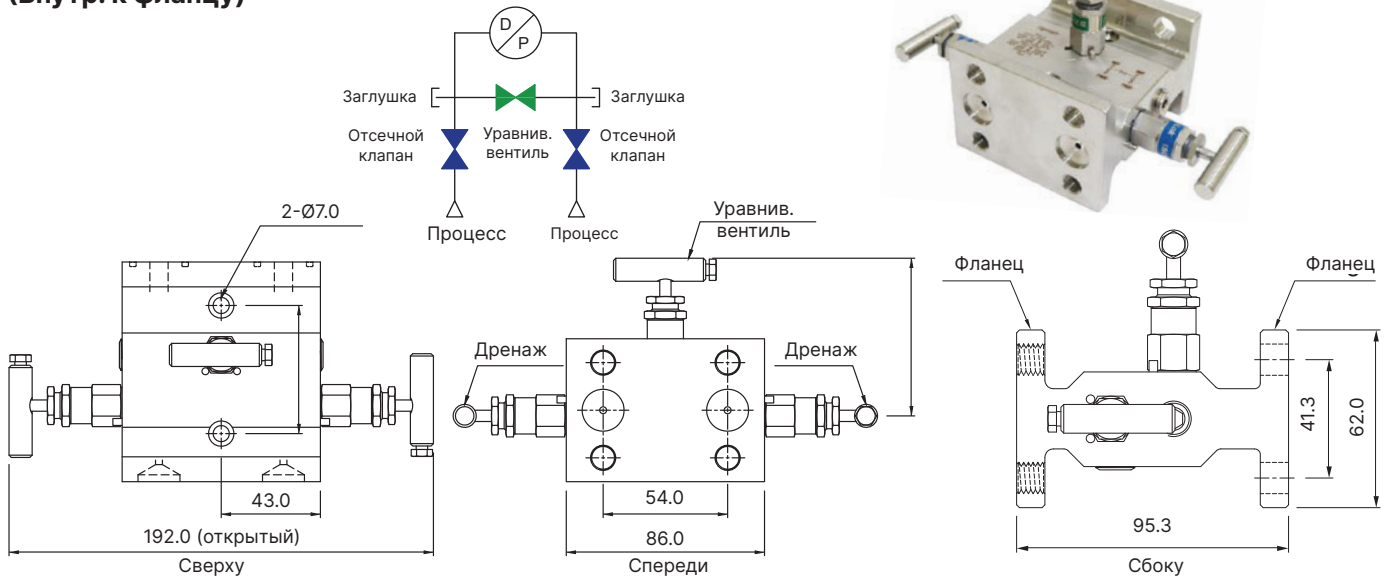 (Внутр. к фланцу)
D
P
Заглушка
Заглушка
Отсечной
клапан
Уравнив.
вентиль
Отсечной
клапан
Процесс
Процесс
2-Ø7.0
43.0
192.0 (открытый)
Сверху
Уравнив.
вентиль
Дренаж
Дренаж
54.0
86.0
Спереди
Фланец
Фланец
41.3
62.0
95.3
Сбоку